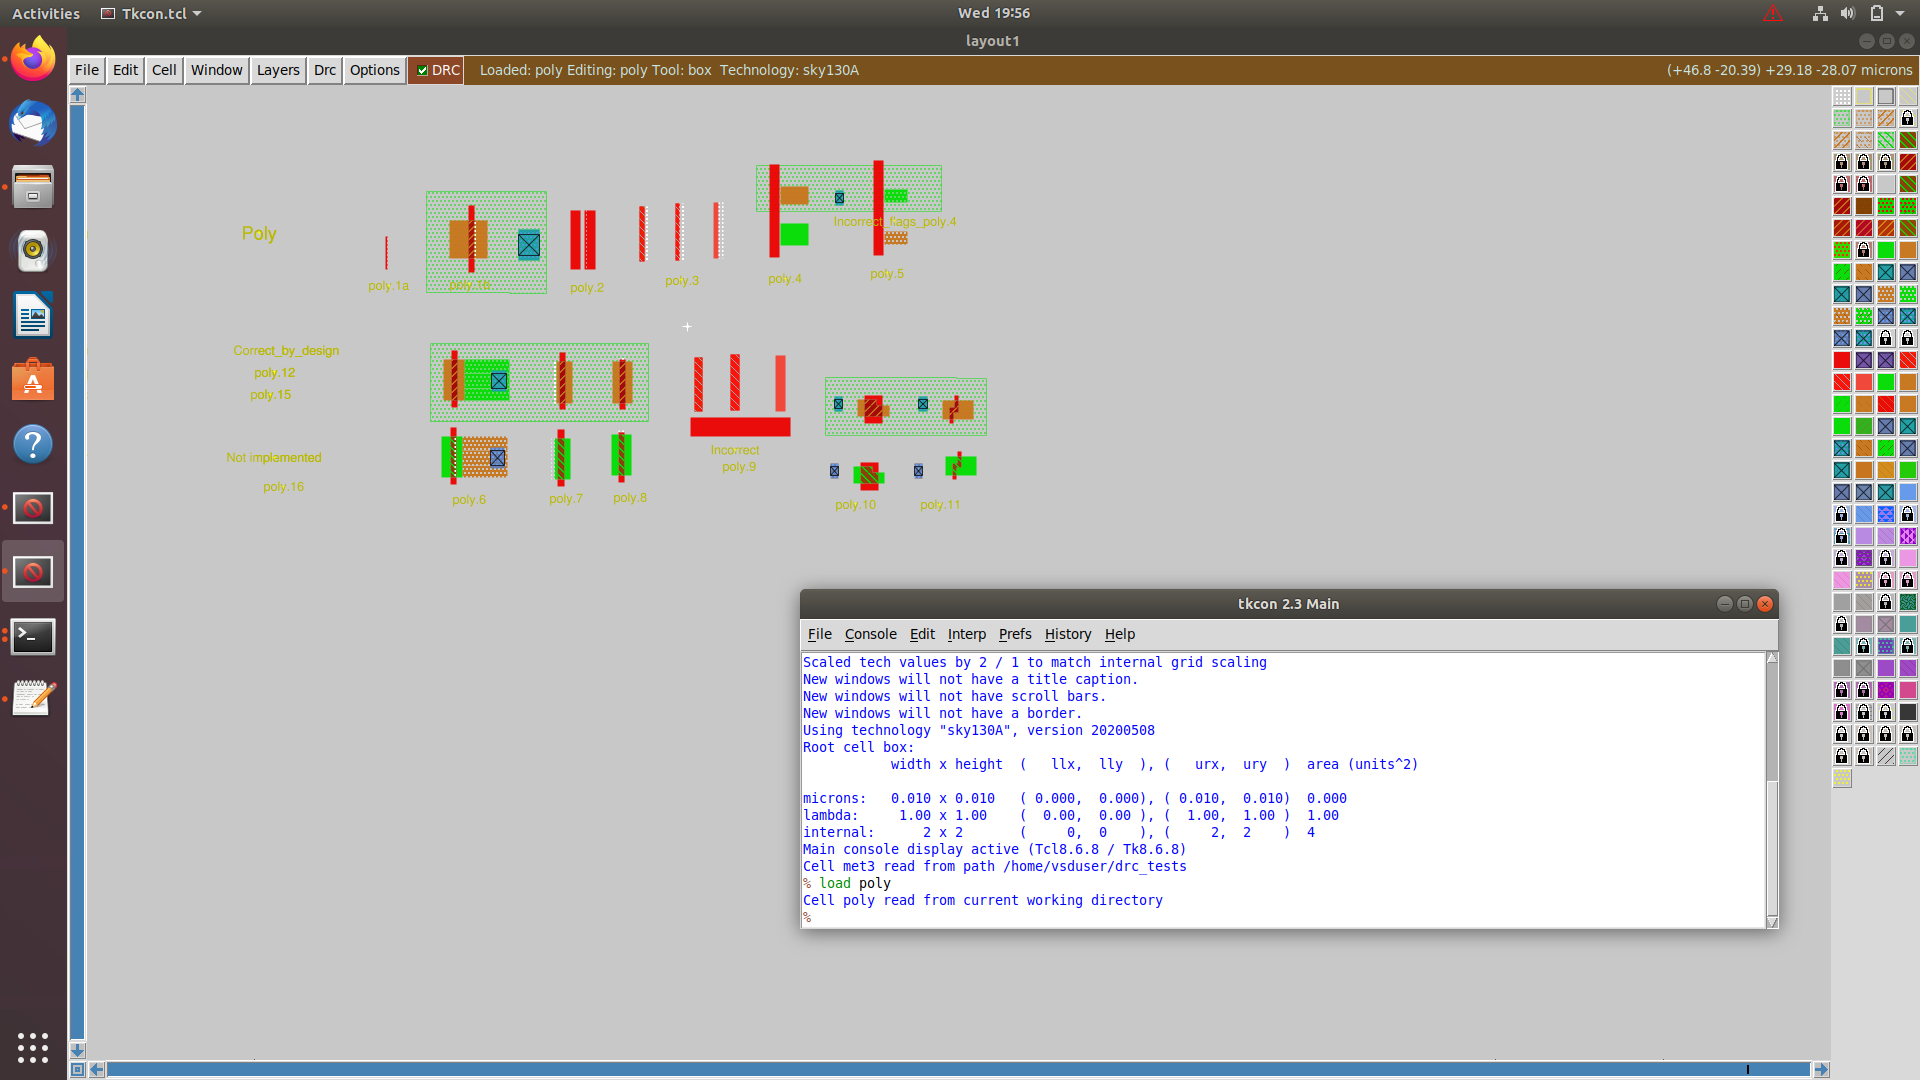 Activities Tkcon.tcl Wed 19:56
layout1
File Edit Cell Window Layers Drc Options DRC Loaded: poly Editing: poly Tool: box Technology: sky130A (+46.8 -20.39) +29.18 -28.07 microns
Poly
poly.1a
poly.1b
poly.2
poly.3
poly.4
Incorrect_flags_poly.4
poly.5
Correct_by_design
poly.12
poly.15
Not implemented
poly.16
poly.6
poly.7
poly.8
Incorrect
poly.9
poly.10
poly.11
tkcon 2.3 Main
File Console Edit Interp Prefs History Help
Scaled tech values by 2 / 1 to match internal grid scaling
New windows will not have a title caption.
New windows will not have scroll bars.
New windows will not have a border.
Using technology "sky130A", version 20200508
Root cell box:
width x height ( llx, lly ), ( urx, ury ) area (units^2)
microns: 0.010 x 0.010 ( 0.000, 0.000), ( 0.010, 0.010) 0.000
lambda: 1.00 x 1.00 ( 0.00, 0.00 ), ( 1.00, 1.00 ) 1.00
internal: 2 x 2 ( 0, 0 ), ( 2, 2 ) 4
Main console display active (Tcl8.6.8 / Tk8.6.8)
Cell met3 read from path /home/vsduser/drc_tests
% load poly
Cell poly read from current working directory
%